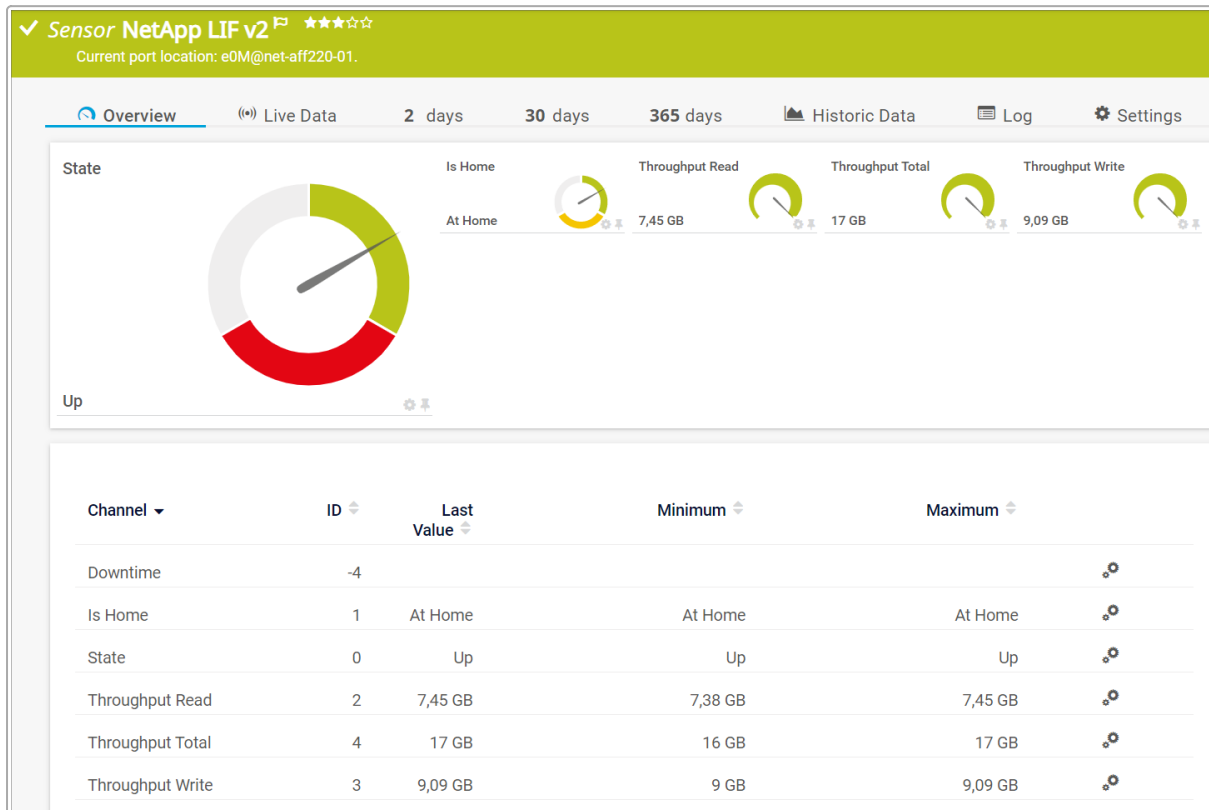 Sensor NetApp LIF v2
Current port location: e0M@net-aff220-01.
Overview Live Data 2 days 30 days 365 days Historic Data Log Settings
State
Up
Is Home
At Home
Throughput Read
7,45 GB
Throughput Total
17 GB
Throughput Write
9,09 GB
Channel ID Last Value Minimum Maximum
Downtime -4
Is Home 1 At Home At Home At Home
State 0 Up Up Up
Throughput Read 2 7,45 GB 7,38 GB 7,45 GB
Throughput Total 4 17 GB 16 GB 17 GB
Throughput Write 3 9,09 GB 9 GB 9,09 GB